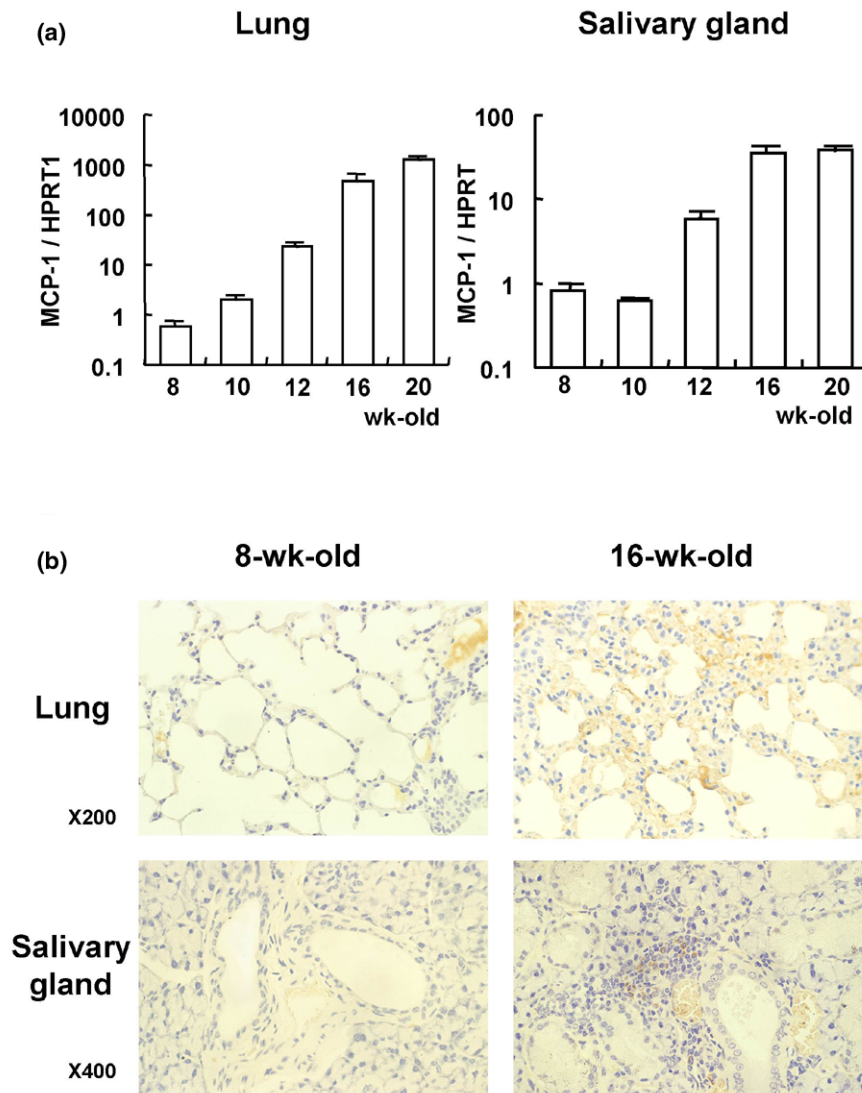 (a)
Lung
Salivary gland
MCP-1 / HPRT1
10000
1000
100
10
1
0.1
8 10 12 16 20
wk-old
MCP-1 / HPRT
100
10
1
0.1
8 10 12 16 20
wk-old
(b)
8-wk-old
16-wk-old
Lung
X200
Salivary
gland
X400